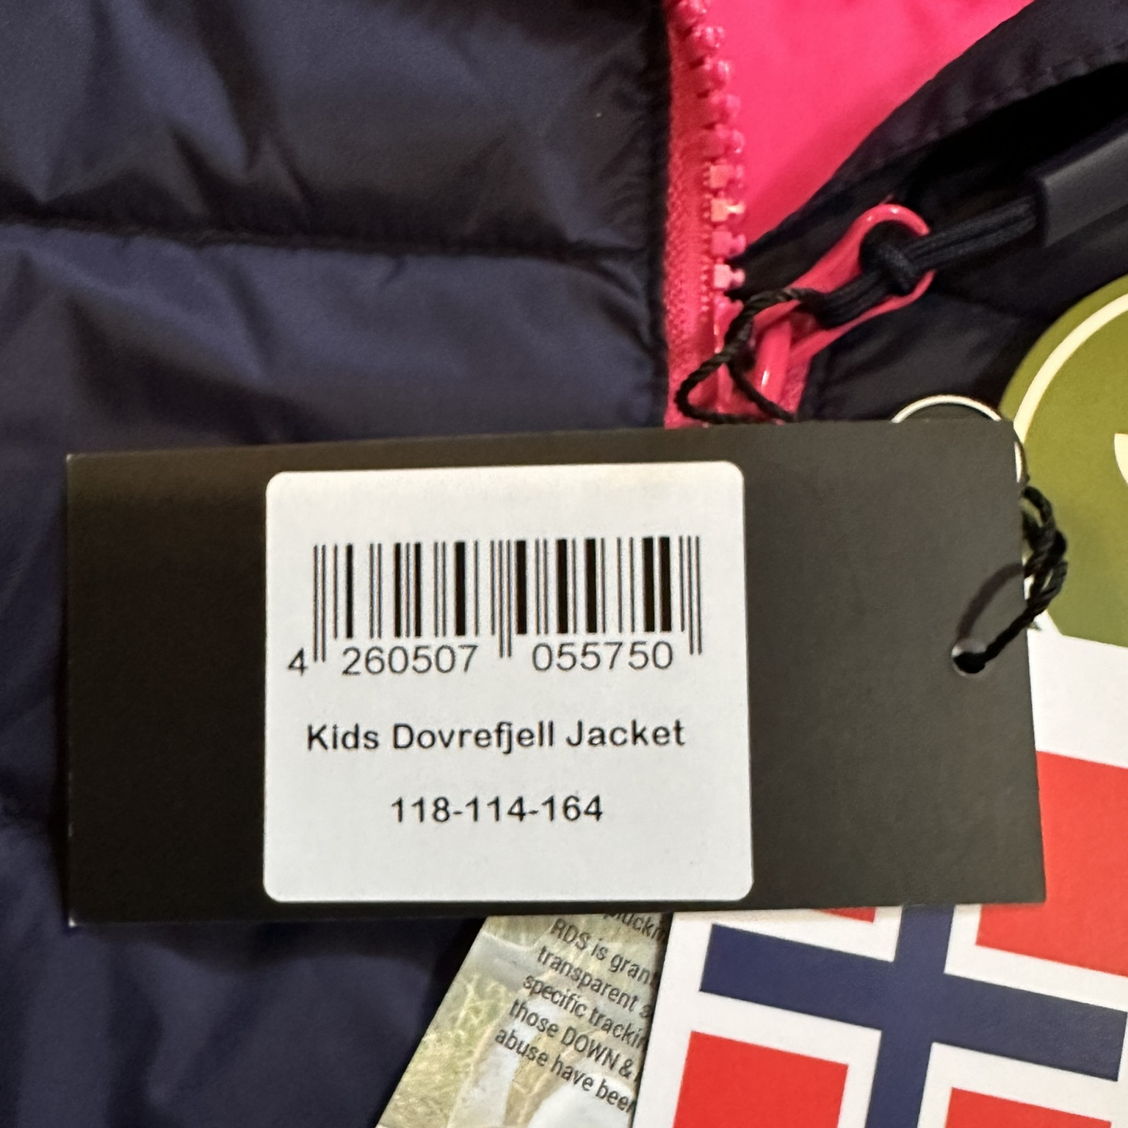 4 260507 055750
Kids Dovrefjell Jacket
118-114-164
RDS is gran
transparent
specific tracki
those DOWN &
abuse have been